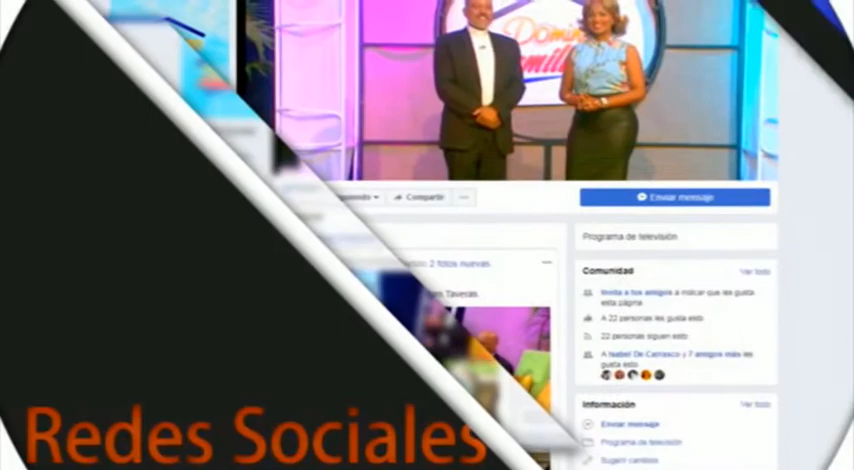 Domin
mili
Compartir
Enviar mensaje
Programa de televisión
2 fotos nuevas
Taveras.
Comunidad
Ver todo
Invita a tus amigos a indicar que les gusta
esta página
A 22 personas les gusta esto
22 personas siguen esto
A Isabel De Carrasco y 7 amigos más les
gusta esto
Información
Ver todo
Enviar mensaje
Programa de televisión
Sugerir cambios
Redes Sociales